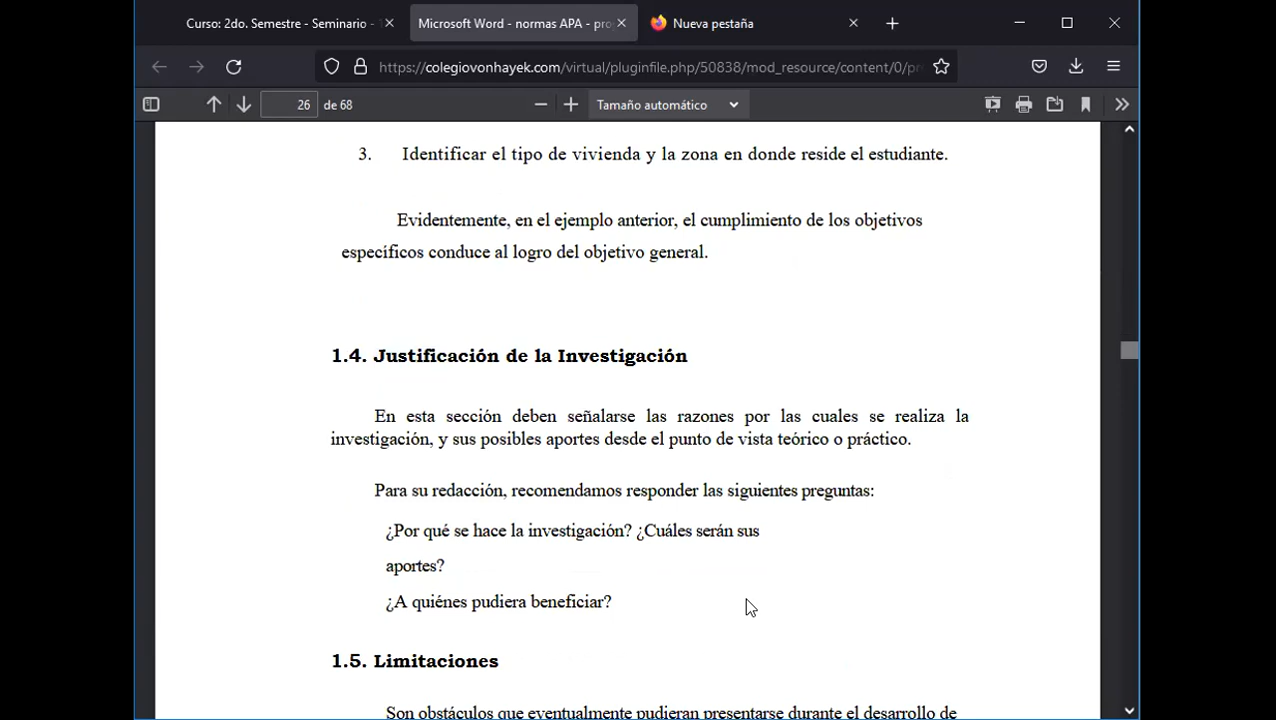 Curso: 2do. Semestre - Seminario -
Microsoft Word - normas APA - pro
Nueva pestaña
https://colegiovonhayek.com/virtual/pluginfile.php/50838/mod_resource/content/0/pr
26 de 68
Tamaño automático
3. Identificar el tipo de vivienda y la zona en donde reside el estudiante.
Evidentemente, en el ejemplo anterior, el cumplimiento de los objetivos
específicos conduce al logro del objetivo general.
1.4. Justificación de la Investigación
En esta sección deben señalarse las razones por las cuales se realiza la
investigación, y sus posibles aportes desde el punto de vista teórico o práctico.
Para su redacción, recomendamos responder las siguientes preguntas:
¿Por qué se hace la investigación? ¿Cuáles serán sus
aportes?
¿A quiénes pudiera beneficiar?
1.5. Limitaciones
Son obstáculos que eventualmente pudieran presentarse durante el desarrollo de